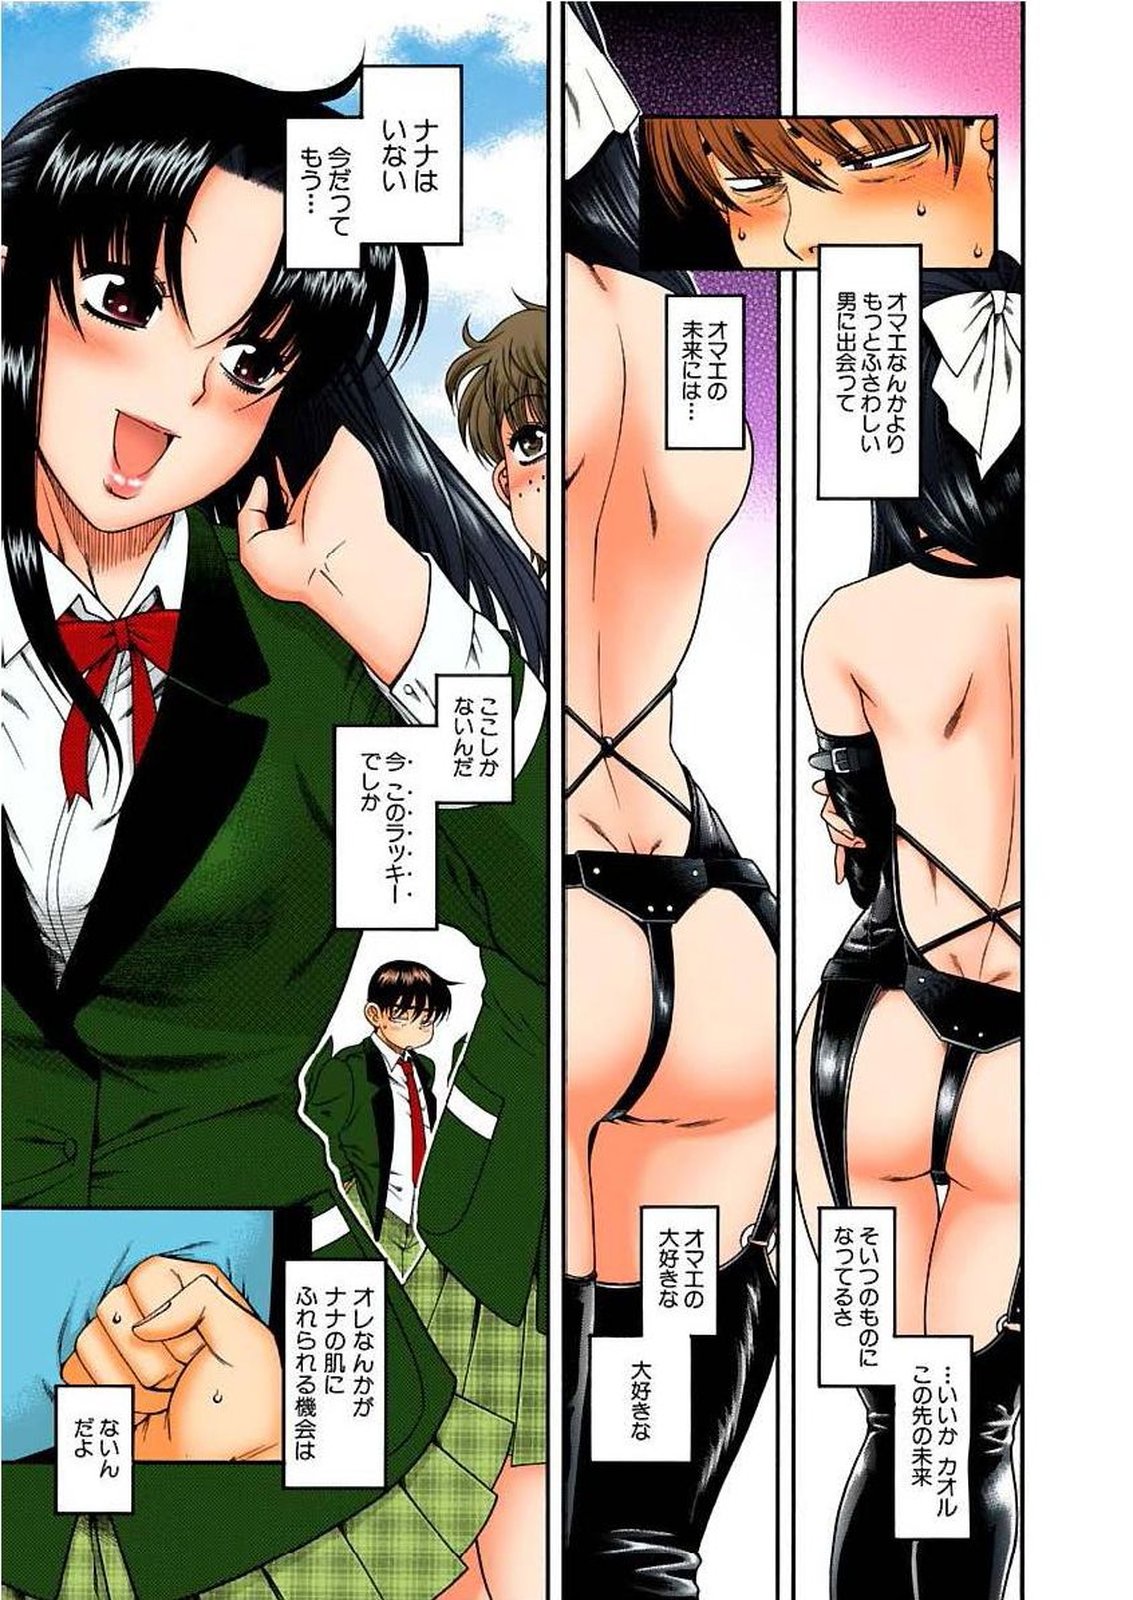 …いいか カオル
この先の未来
オマエなんかより
もっとふさわしい
男に出会って
そいつのものに
なってるさ
オマエの
未来には…
オマエの
大好きな
大好きな
ナナは
いない
今だって
もう…
ここしか
ないんだ
今 このラッキー
でしか
オレなんかが
ナナの肌に
ふれられる機会は
ないん
だよ